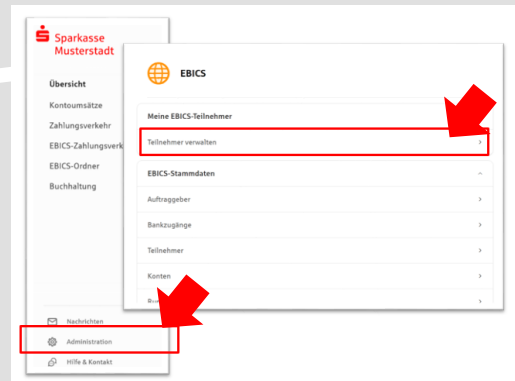 Sparkasse
Musterstadt
Übersicht
Kontoumsätze
Zahlungsverkehr
EBICS-Zahlungsverk
EBICS-Ordner
Buchhaltung
Nachrichten
Administration
Hilfe & Kontakt
EBICS
Meine EBICS-Teilnehmer
Teilnehmer verwalten
EBICS-Stammdaten
Auftraggeber
Bankzugänge
Teilnehmer
Konten